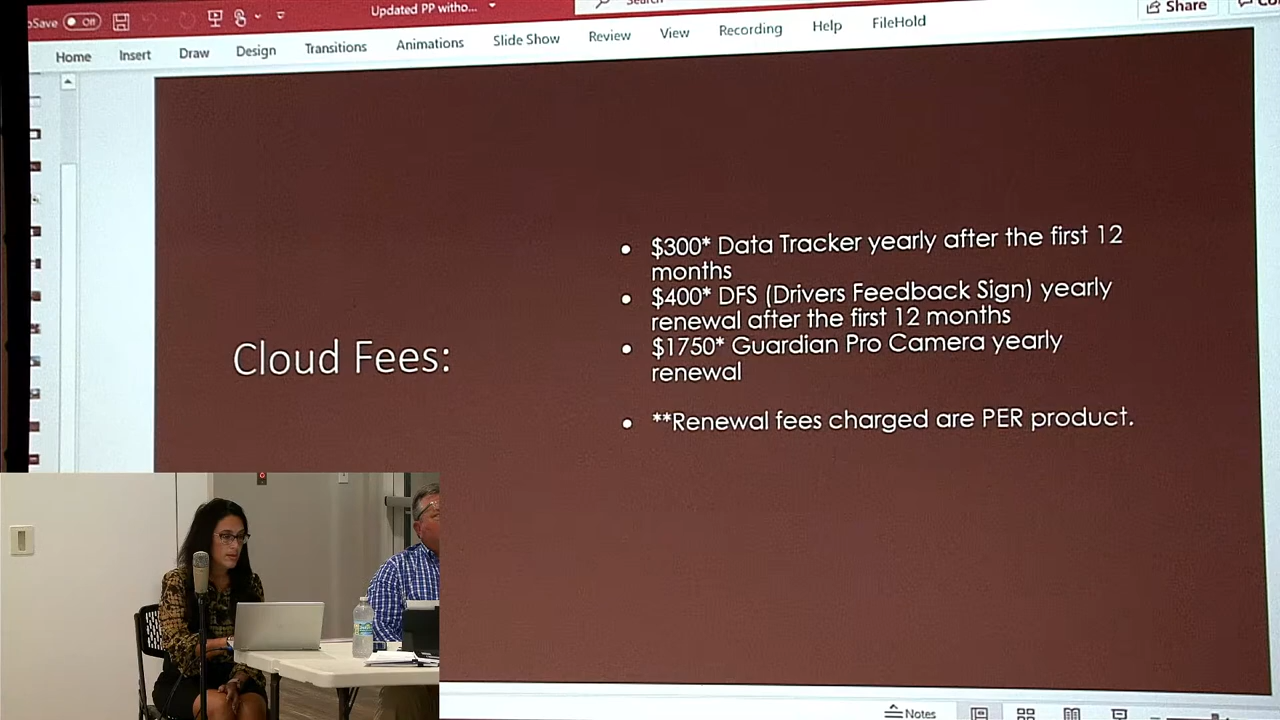 Save Off
Updated PP witho...
Search
Share
Home Insert Draw Design Transitions Animations Slide Show Review View Recording Help FileHold
Cloud Fees:
• $300* Data Tracker yearly after the first 12
months
• $400* DFS (Drivers Feedback Sign) yearly
renewal after the first 12 months
• $1750* Guardian Pro Camera yearly
renewal
• **Renewal fees charged are PER product.
Notes